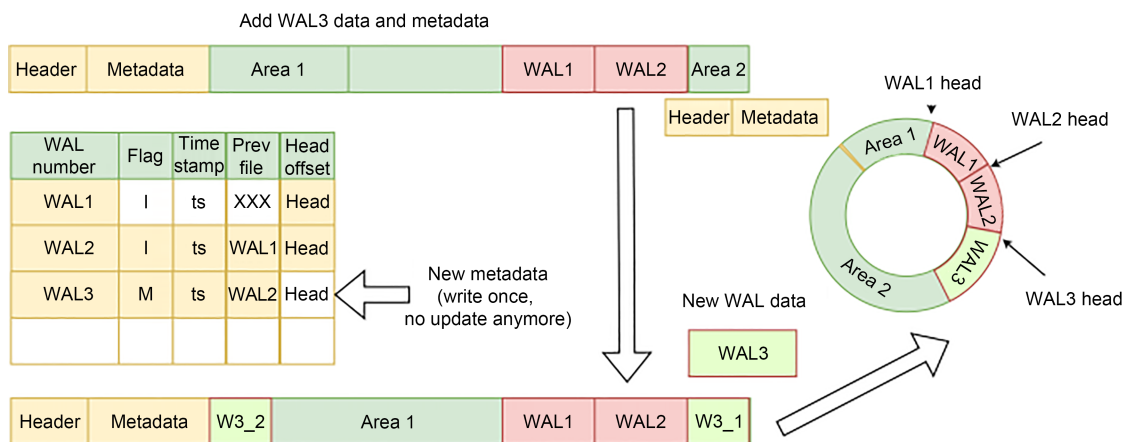 Add WAL3 data and metadata
Header Metadata Area 1 WAL1 WAL2 Area 2
Header Metadata
WAL number Flag Time stamp Prev file Head offset
WAL1 I ts XXX Head
WAL2 I ts WAL1 Head
WAL3 M ts WAL2 Head
New metadata
(write once,
no update anymore)
New WAL data
WAL3
WAL1 head
WAL2 head
WAL3 head
Area 1
WAL1
WAL2
WAL3
Area 2
Header Metadata W3_2 Area 1 WAL1 WAL2 W3_1